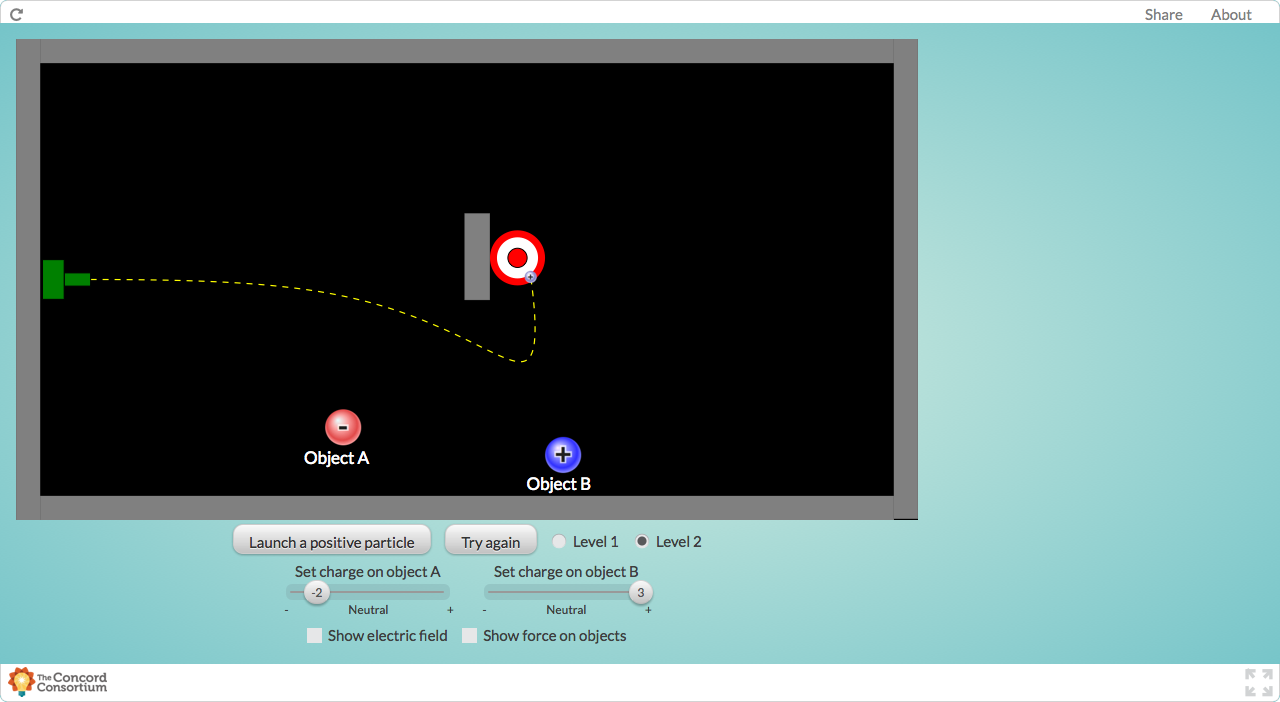 Share About
+
-
Object A
+
Object B
Launch a positive particle Try again Level 1 Level 2
Set charge on object A Set charge on object B
-2 3
- Neutral + - Neutral +
Show electric field Show force on objects
The Concord
Consortium